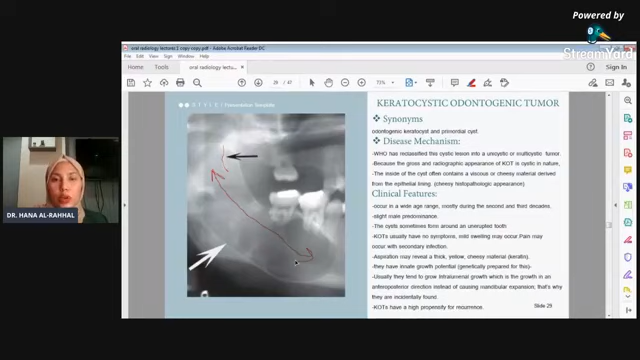 Powered by
StreamYard
oral radiology lectures 2 copy-copy.pdf - Adobe Acrobat Reader DC
File Edit View Sign Window Help
Home Tools oral radiology lectu... × Sign In
28 / 47 73%
KERATOCYSTIC ODONTOGENIC TUMOR
Synonyms
odontogenic keratocyst and primordial cyst.
Disease Mechanism:
-WHO has reclassified this cystic lesion into a unicystic or multicystic tumor.
-Because the gross and radiographic appearance of KOT is cystic in nature,
-The inside of the cyst often contains a viscous or cheesy material derived
from the epithelial lining. (cheesy histopathologic appearance)
Clinical Features:
-occur in a wide age range, mostly during the second and third decades.
-slight male predominance.
-The cysts sometimes form around an unerupted tooth
-KOTs usually have no symptoms, mild swelling may occur Pain may
occur with secondary infection.
-Aspiration may reveal a thick, yellow, cheesy material (keratin).
-they have innate growth potential (genetically prepared for this)-
-Usually they tend to grow intratuneral growth which is the growth in an
anteroposterior direction instead of causing mandibular expansion, that's why
they are incidentally found.
-KOTs have a high propensity for recurrence.
Slide 29
DR. HANA AL-RAHHAL